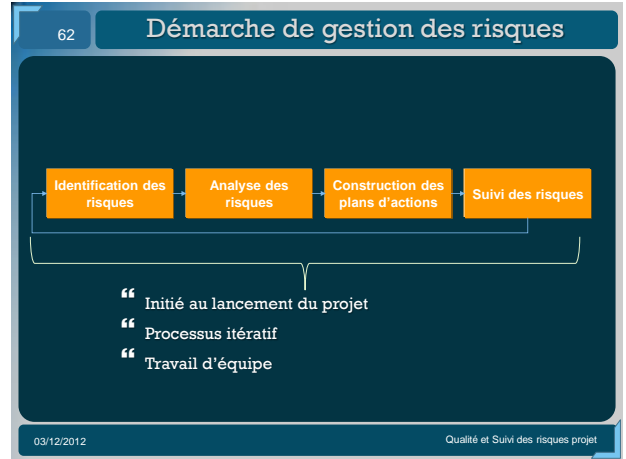 62
Démarche de gestion des risques
Identification des
risques
Analyse des
risques
Construction des
plans d'actions
Suivi des risques
“ Initié au lancement du projet
“ Processus itératif
“ Travail d'équipe
03/12/2012
Qualité et Suivi des risques projet